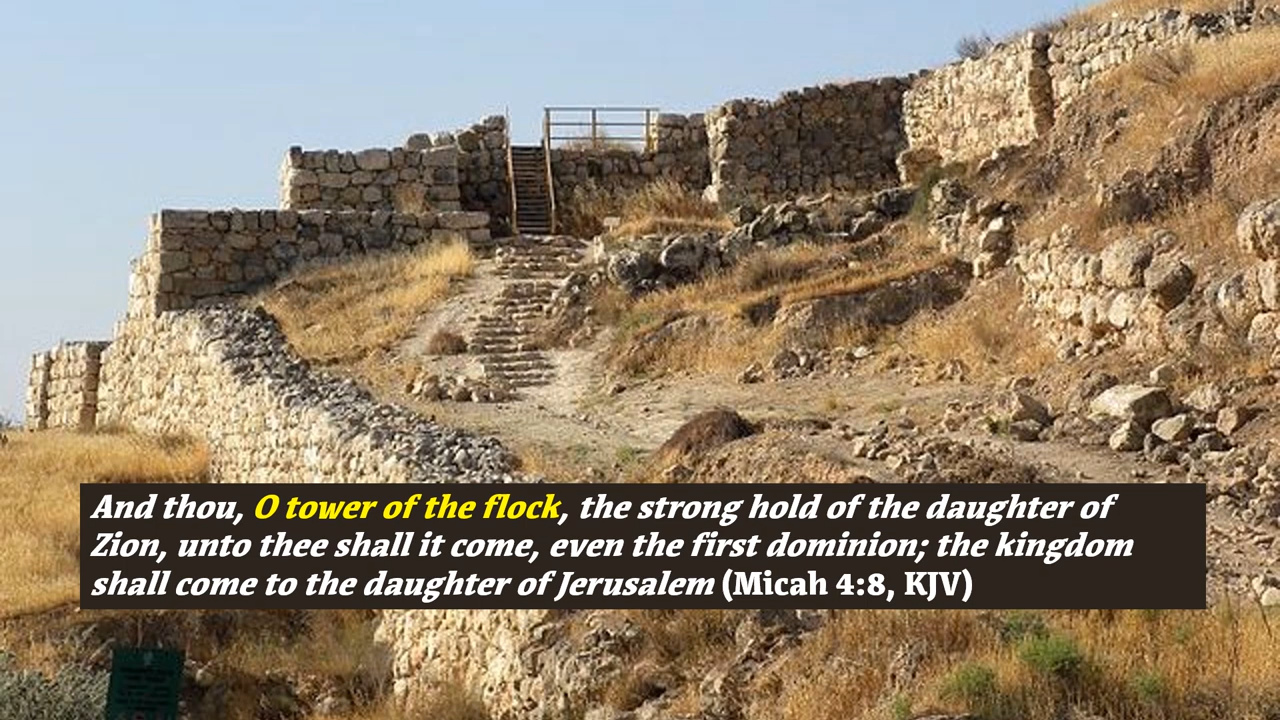 And thou, O tower of the flock, the strong hold of the daughter of
Zion, unto thee shall it come, even the first dominion; the kingdom
shall come to the daughter of Jerusalem (Micah 4:8, KJV)